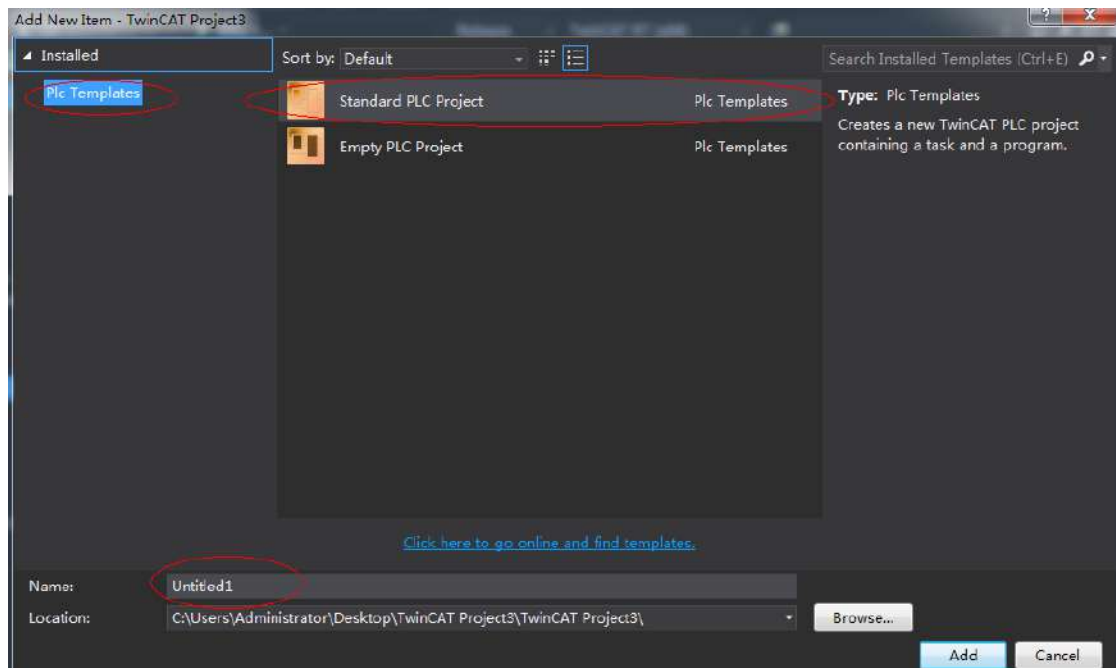 Add New Item - TwinCAT Project3
Installed
Plc Templates
Sort by: Default
Search Installed Templates (Ctrl+E)
Standard PLC Project Plc Templates
Empty PLC Project Plc Templates
Type: Plc Templates
Creates a new TwinCAT PLC project
containing a task and a program.
Click here to go online and find templates.
Name: Untitled1
Location: C:\Users\Administrator\Desktop\TwinCAT Project3\TwinCAT Project3\
Browse...
Add Cancel